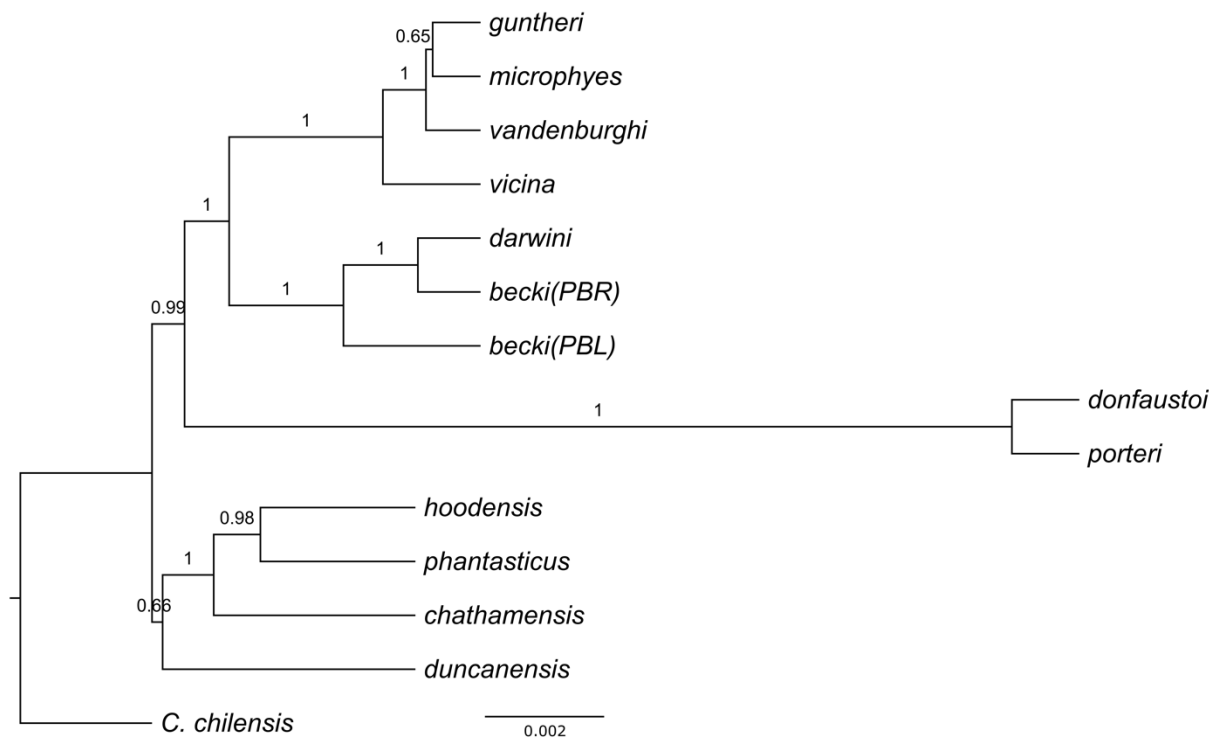 guntheri
0.65
microphyes
1
vandenburghi
1
vicina
1
darwini
1
becki(PBR)
1
becki(PBL)
0.99
donfaustoi
1
porteri
hoodensis
0.98
phantasticus
1
chathamensis
0.66
duncanensis
C. chilensis
0.002